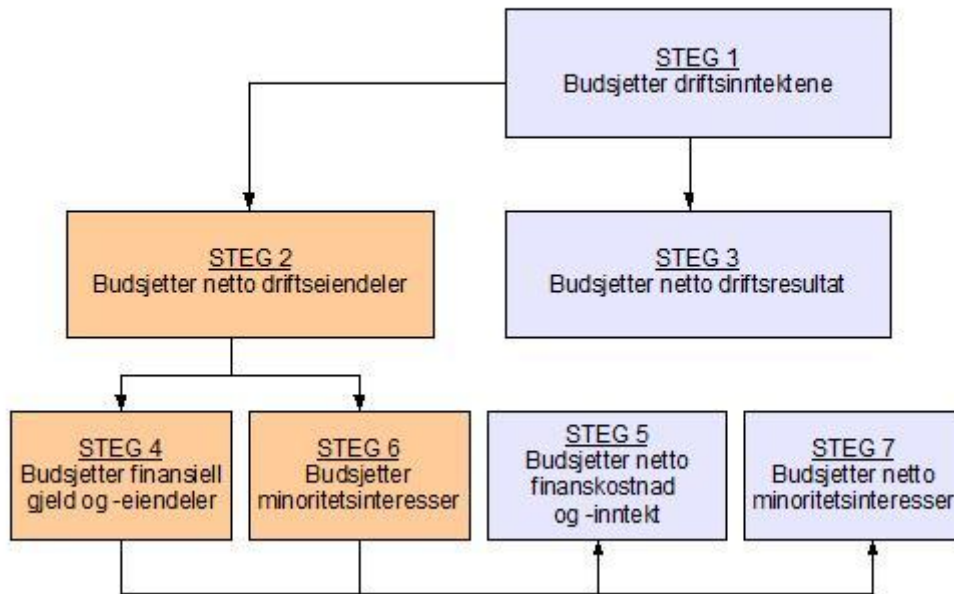 STEG 1
Budsjetter driftsinntektene
STEG 2
Budsjetter netto driftseiendeler
STEG 3
Budsjetter netto driftsresultat
STEG 4
Budsjetter finansiell
gjeld og -eiendeler
STEG 6
Budsjetter
minoritetsinteresser
STEG 5
Budsjetter netto
finanskostnad
og -inntekt
STEG 7
Budsjetter netto
minoritetsinteresser